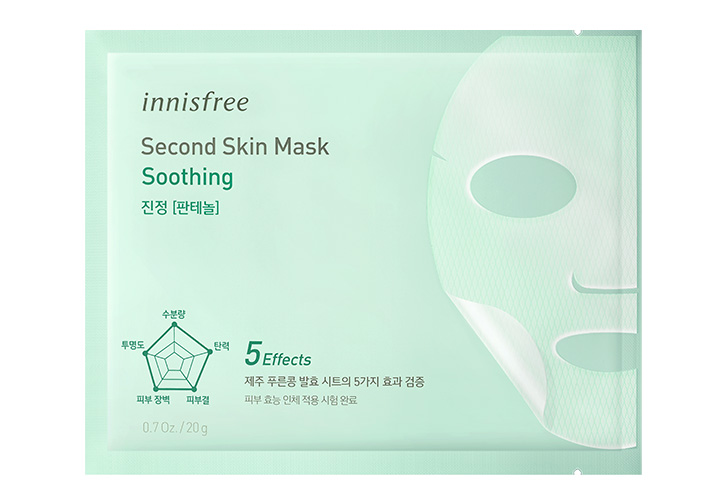 innisfree
Second Skin Mask
Soothing
진정 [판테놀]
수분량
투명도
탄력
피부 장벽
피부결
5 Effects
제주 푸른콩 발효 시트의 5가지 효과 검증
피부 효능 인체 적용 시험 완료
0.7 Oz. / 20 g